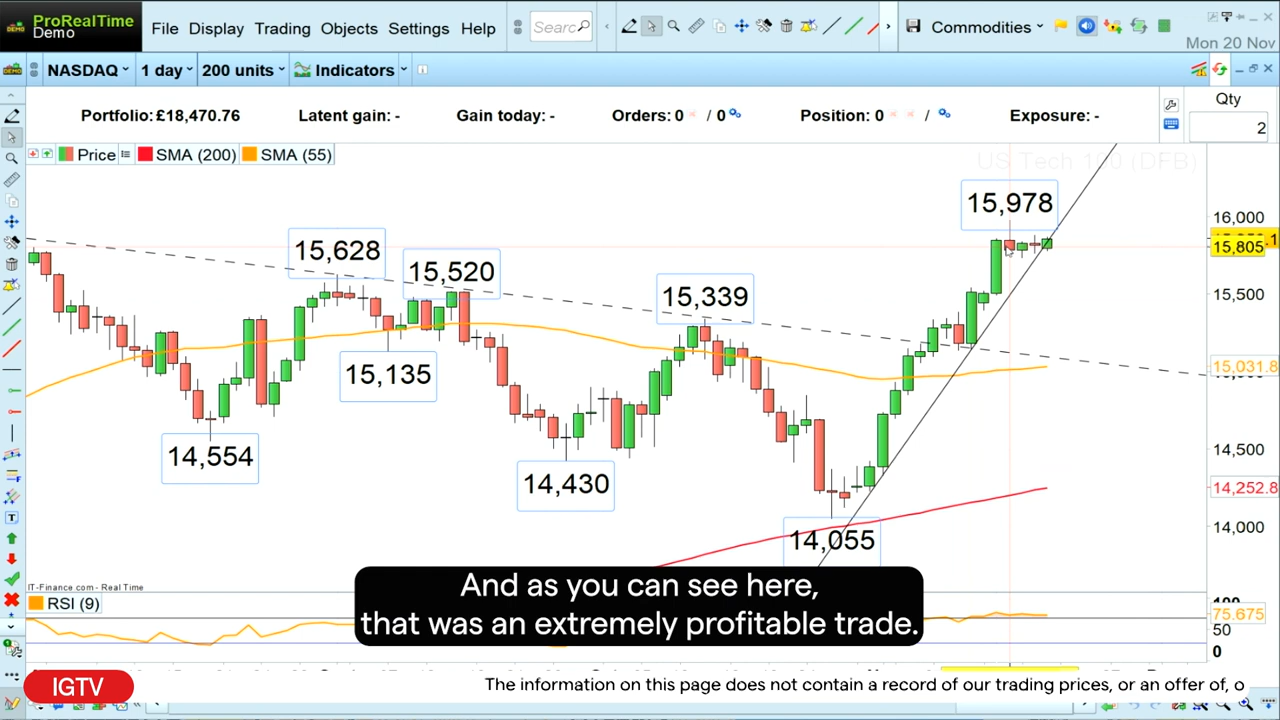 ProRealTime
Demo
File Display Trading Objects Settings Help
Searc
Commodities
Mon 20 Nov
DEMO
NASDAQ
1 day
200 units
Indicators
Portfolio: £18,470.76
Latent gain: -
Gain today: -
Orders: 0 / 0
Position: 0 /
Exposure: -
Qty
2
Price
SMA (200)
SMA (55)
US Tech 100 (DFB)
15,978
16,000
15,805
15,628
15,520
15,500
15,339
15,135
15,031.8
14,554
14,500
14,430
14,252.8
14,055
14,000
IT-Finance.com - Real Time
And as you can see here,
that was an extremely profitable trade.
RSI (9)
100
75.675
50
0
IGTV
The information on this page does not contain a record of our trading prices, or an offer of, o